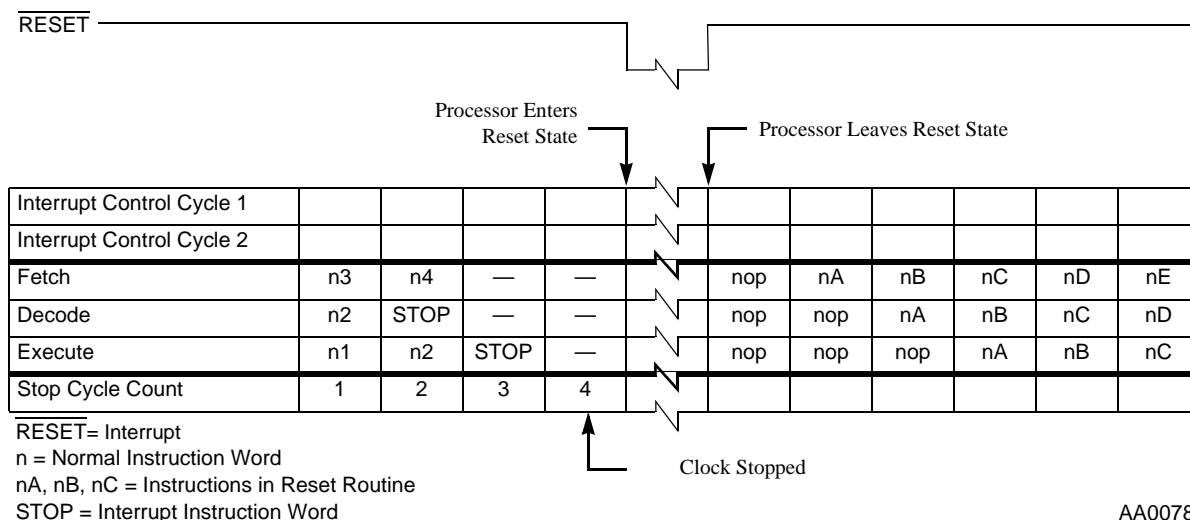 RESET
Processor Enters
Reset State
Processor Leaves Reset State
Interrupt Control Cycle 1
Interrupt Control Cycle 2
Fetch n3 n4 — — nop nA nB nC nD nE
Decode n2 STOP — — nop nop nA nB nC nD
Execute n1 n2 STOP — nop nop nop nA nB nC
Stop Cycle Count 1 2 3 4
RESET= Interrupt
n = Normal Instruction Word
Clock Stopped
nA, nB, nC = Instructions in Reset Routine
STOP = Interrupt Instruction Word
AA0078